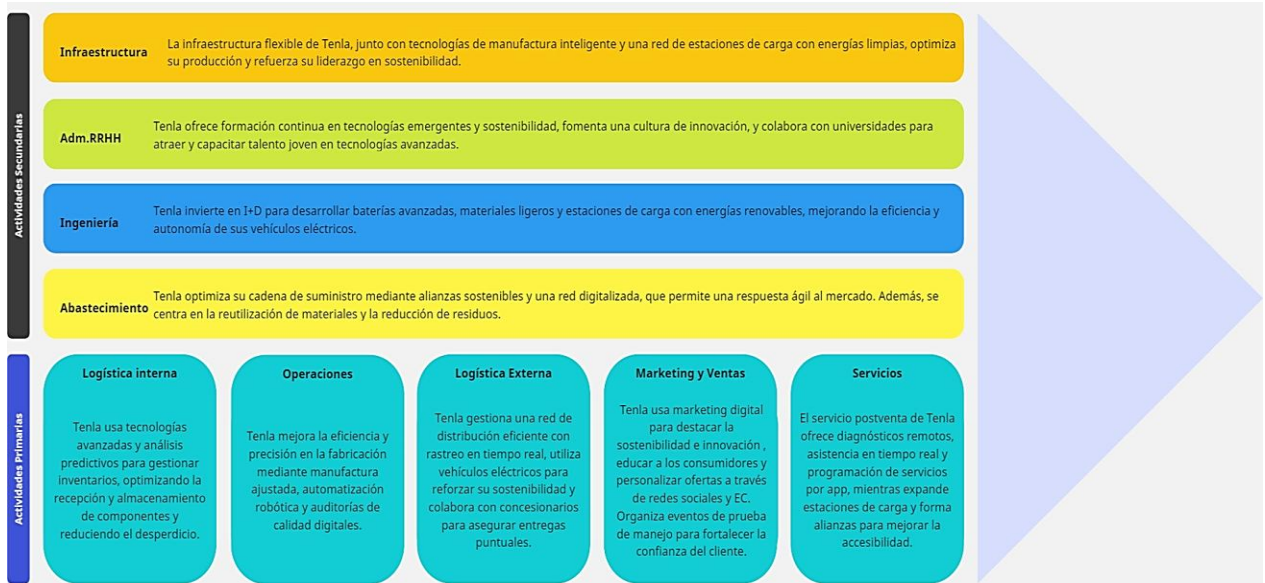 Actividades Secundarias
Infraestructura
La infraestructura flexible de Tenla, junto con tecnologías de manufactura inteligente y una red de estaciones de carga con energías limpias, optimiza
su producción y refuerza su liderazgo en sostenibilidad.
Adm.RRHH
Tenla ofrece formación continua en tecnologías emergentes y sostenibilidad, fomenta una cultura de innovación, y colabora con universidades para
atraer y capacitar talento joven en tecnologías avanzadas.
Ingeniería
Tenla invierte en I+D para desarrollar baterías avanzadas, materiales ligeros y estaciones de carga con energías renovables, mejorando la eficiencia y
autonomía de sus vehículos eléctricos.
Abastecimiento
Tenla optimiza su cadena de suministro mediante alianzas sostenibles y una red digitalizada, que permite una respuesta ágil al mercado. Además, se
centra en la reutilización de materiales y la reducción de residuos.
Actividades Primarias
Logística interna
Tenla usa tecnologías
avanzadas y análisis
predictivos para gestionar
inventarios, optimizando la
recepción y almacenamiento
de componentes y
reduciendo el desperdicio.
Operaciones
Tenla mejora la eficiencia y
precisión en la fabricación
mediante manufactura
ajustada, automatización
robótica y auditorías de
calidad digitales.
Logística Externa
Tenla gestiona una red de
distribución eficiente con
rastreo en tiempo real, utiliza
vehículos eléctricos para
reforzar su sostenibilidad y
colabora con concesionarios
para asegurar entregas
puntuales.
Marketing y Ventas
Tenla usa marketing digital
para destacar la
sostenibilidad e innovación ,
educar a los consumidores y
personalizar ofertas a través
de redes sociales y EC.
Organiza eventos de prueba
de manejo para fortalecer la
confianza del cliente.
Servicios
El servicio postventa de Tenla
ofrece diagnósticos remotos,
asistencia en tiempo real y
programación de servicios
por app, mientras expande
estaciones de carga y forma
alianzas para mejorar la
accesibilidad.